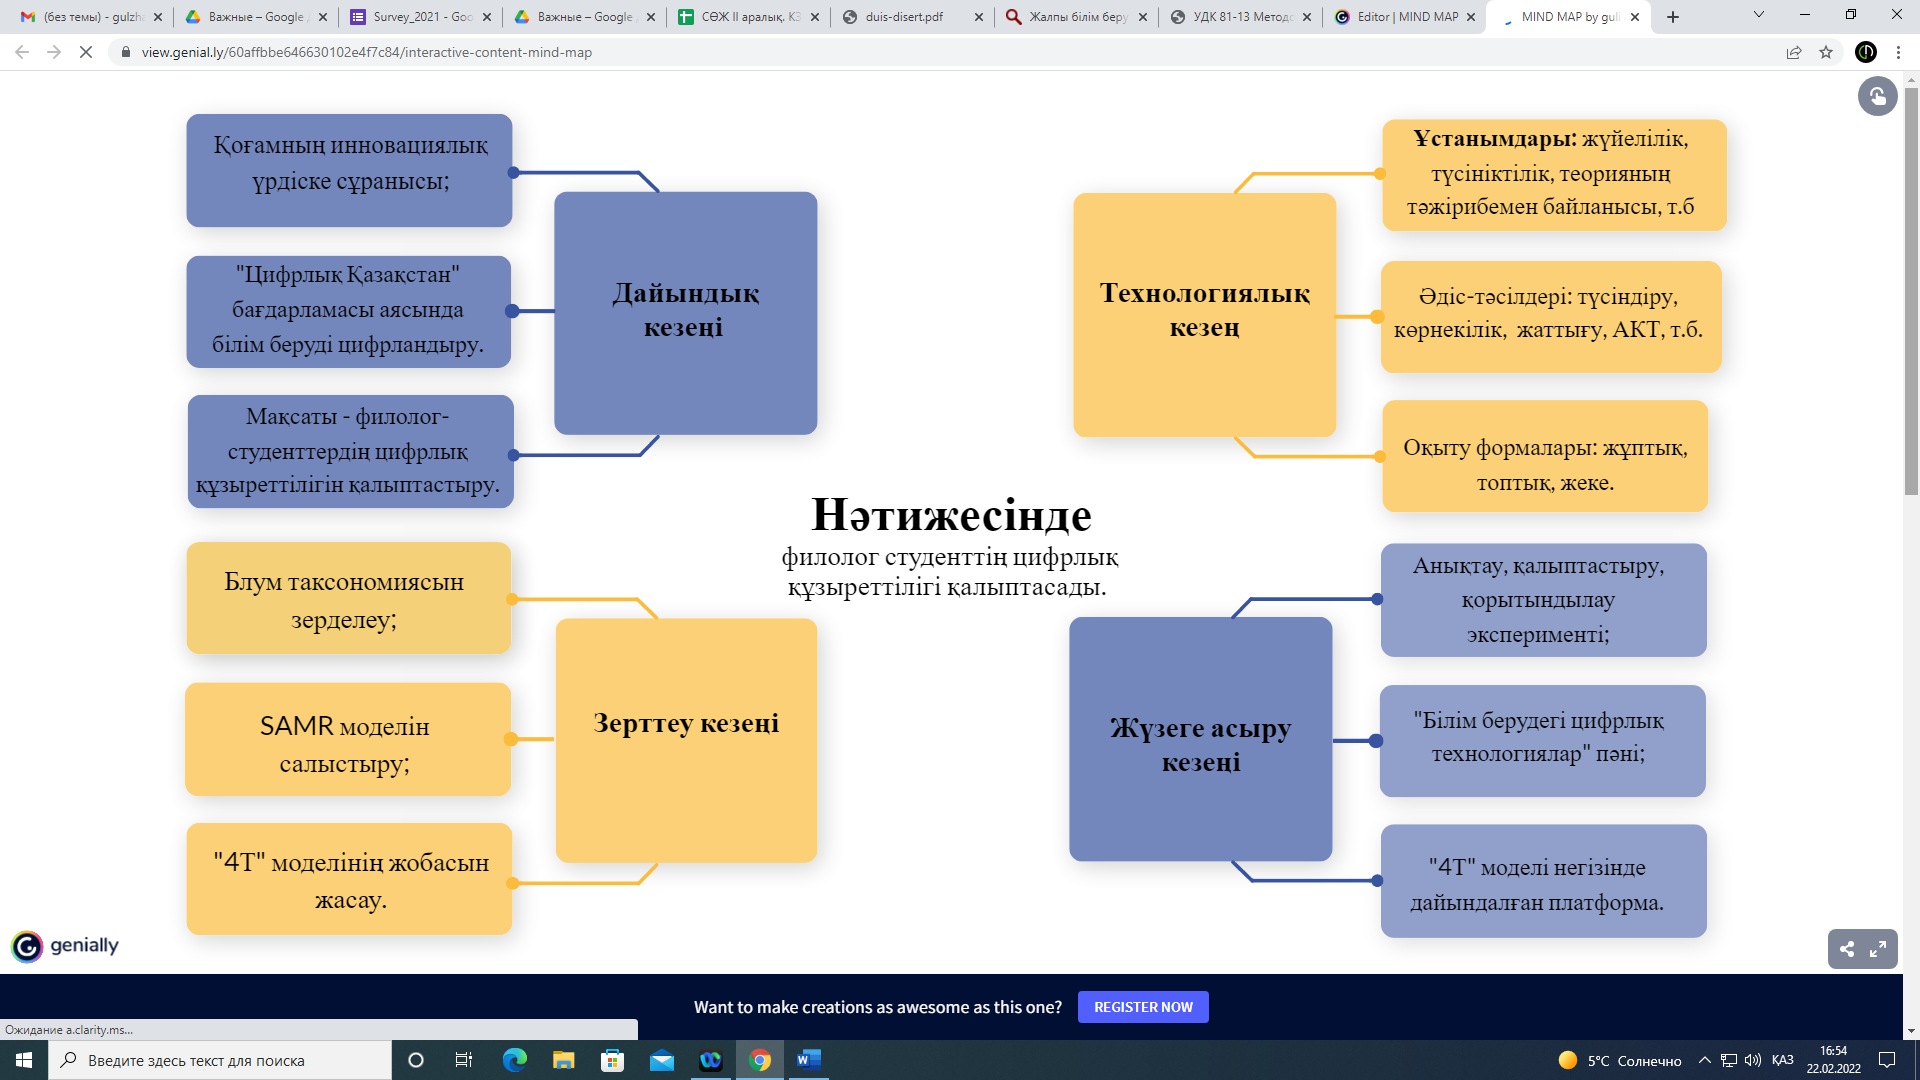 (без темы) - gulzh
Важные – Google
Survey_2021 - Goo
Важные – Google
СӨЖ ІІ аралық. КЗ
duis-disert.pdf
Жалпы білім беру
УДК 81-13 Метод
Editor | MIND MAP
MIND MAP by guli
view.genial.ly/60affbbe646630102e4f7c84/interactive-content-mind-map
Қоғамның инновациялық
үрдіске сұранысы;
"Цифрлық Қазақстан"
бағдарламасы аясында
білім беруді цифрландыру.
Мақсаты - филолог-
студенттердің цифрлық
құзыреттілігін қалыптастыру.
Дайындық
кезеңі
Технологиялық
кезең
Ұстанымдары: жүйелілік,
түсініктілік, теорияның
тәжірибемен байланысы, т.б
Әдіс-тәсілдері: түсіндіру,
көрнекілік, жаттығу, АКТ, т.б.
Оқыту формалары: жұптық,
топтық, жеке.
Нәтижесінде
филолог студенттің цифрлық
құзыреттілігі қалыптасады.
Блум таксономиясын
зерделеу;
SAMR моделін
салыстыру;
"4Т" моделінің жобасын
жасау.
Зерттеу кезеңі
Жүзеге асыру
кезеңі
Анықтау, қалыптастыру,
қорытындылау
эксперименті;
"Білім берудегі цифрлық
технологиялар" пәні;
"4Т" моделі негізінде
дайындалған платформа.
genially
Want to make creations as awesome as this one?
REGISTER NOW
Ожидание a.clarity.ms...
Введите здесь текст для поиска
5°C Солнечно
ҚАЗ
16:54
22.02.2022